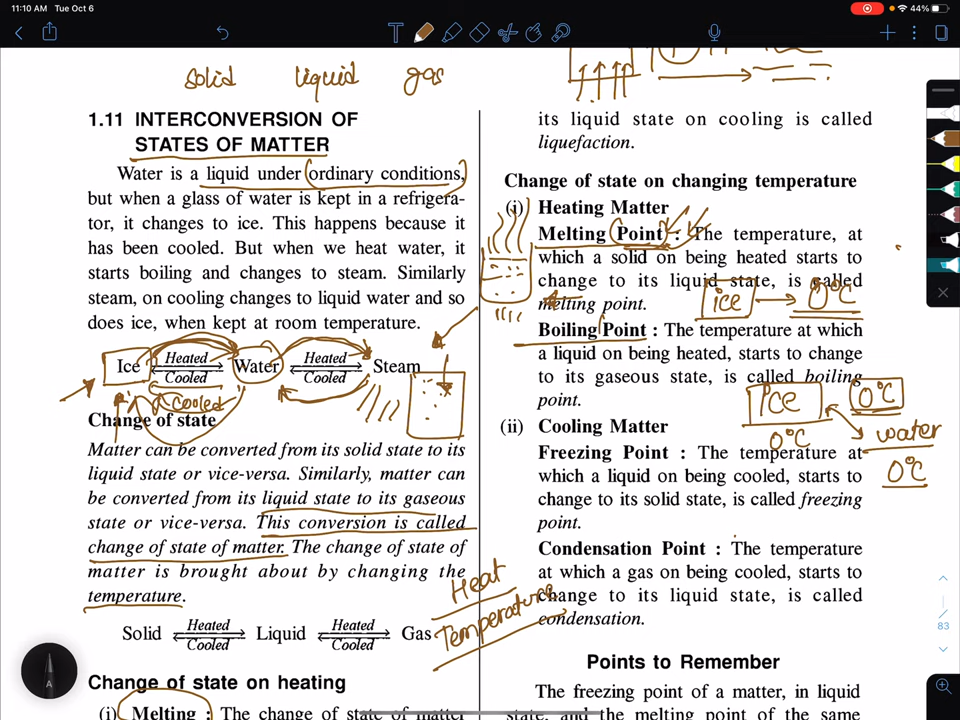 11:10 AM Tue Oct 6
44%
solid liquid gas
1.11 INTERCONVERSION OF
STATES OF MATTER
Water is a liquid under ordinary conditions,
but when a glass of water is kept in a refrigera-
tor, it changes to ice. This happens because it
has been cooled. But when we heat water, it
starts boiling and changes to steam. Similarly
steam, on cooling changes to liquid water and so
does ice, when kept at room temperature.
Ice Heated Water Heated Steam
Cooled Cooled
cooled
Change of state
Matter can be converted from its solid state to its
liquid state or vice-versa. Similarly, matter can
be converted from its liquid state to its gaseous
state or vice-versa. This conversion is called
change of state of matter. The change of state of
matter is brought about by changing the
temperature.
Heat
Temperature
Solid Heated Liquid Heated Gas
Cooled Cooled
Change of state on heating
(i) Melting : The change of state of matter
its liquid state on cooling is called
liquefaction.
Change of state on changing temperature
(i) Heating Matter
Melting Point : The temperature, at
which a solid on being heated starts to
change to its liquid state, is called
melting point.
ice 0°C
Boiling Point : The temperature at which
a liquid on being heated, starts to change
to its gaseous state, is called boiling
point.
ice 0°C
0°C water
0°C
(ii) Cooling Matter
Freezing Point : The temperature at
which a liquid on being cooled, starts to
change to its solid state, is called freezing
point.
Condensation Point : The temperature
at which a gas on being cooled, starts to
change to its liquid state, is called
condensation.
Points to Remember
The freezing point of a matter, in liquid
state, and the melting point of the same
83
A